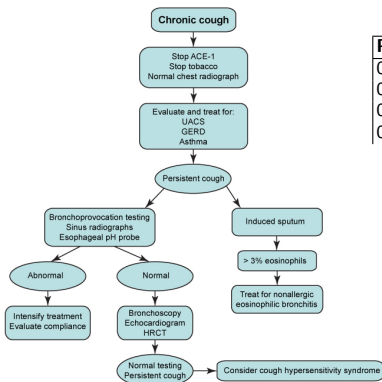 Chronic cough
Stop ACE-1
Stop tobacco
Normal chest radiograph
Evaluate and treat for:
UACS
GERD
Asthma
Persistent cough
Bronchoprovocation testing
Sinus radiographs
Esophageal pH probe
Induced sputum
Abnormal
Normal
> 3% eosinophils
Intensify treatment
Evaluate compliance
Bronchoscopy
Echocardiogram
HRCT
Treat for nonallergic
eosinophilic bronchitis
Normal testing
Persistent cough
Consider cough hypersensitivity syndrome